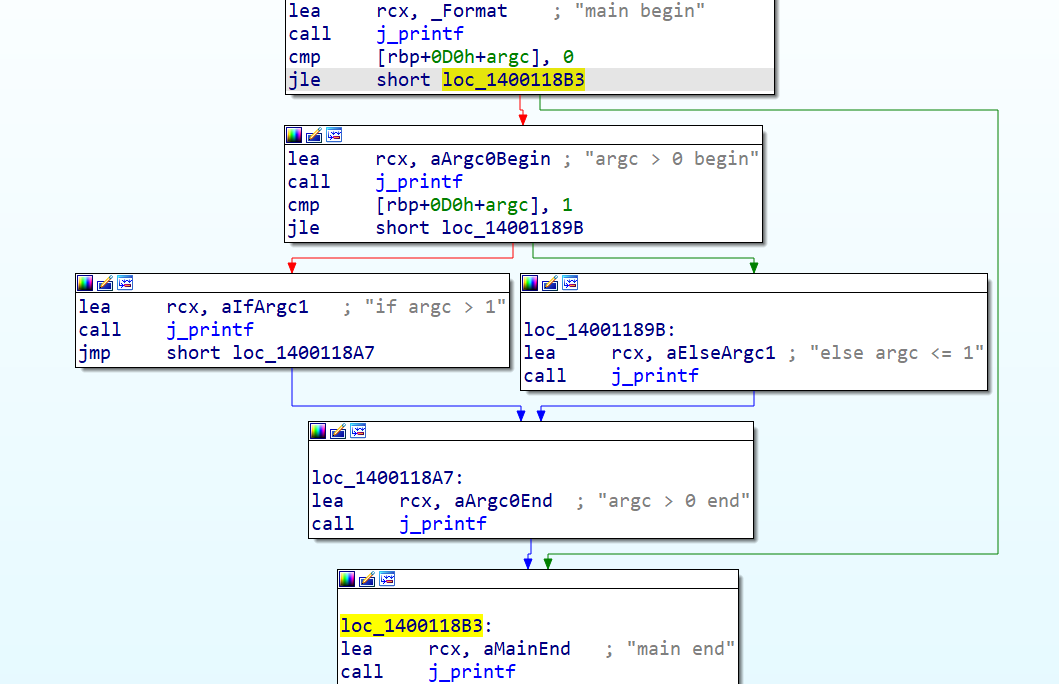 lea rcx, _Format ; "main begin"
call j_printf
cmp [rbp+0D0h+argc], 0
jle short loc_1400118B3
lea rcx, aArgc0Begin ; "argc > 0 begin"
call j_printf
cmp [rbp+0D0h+argc], 1
jle short loc_14001189B
lea rcx, aIfArgc1 ; "if argc > 1"
call j_printf
jmp short loc_1400118A7
loc_14001189B:
lea rcx, aElseArgc1 ; "else argc <= 1"
call j_printf
loc_1400118A7:
lea rcx, aArgc0End ; "argc > 0 end"
call j_printf
loc_1400118B3:
lea rcx, aMainEnd ; "main end"
call j_printf